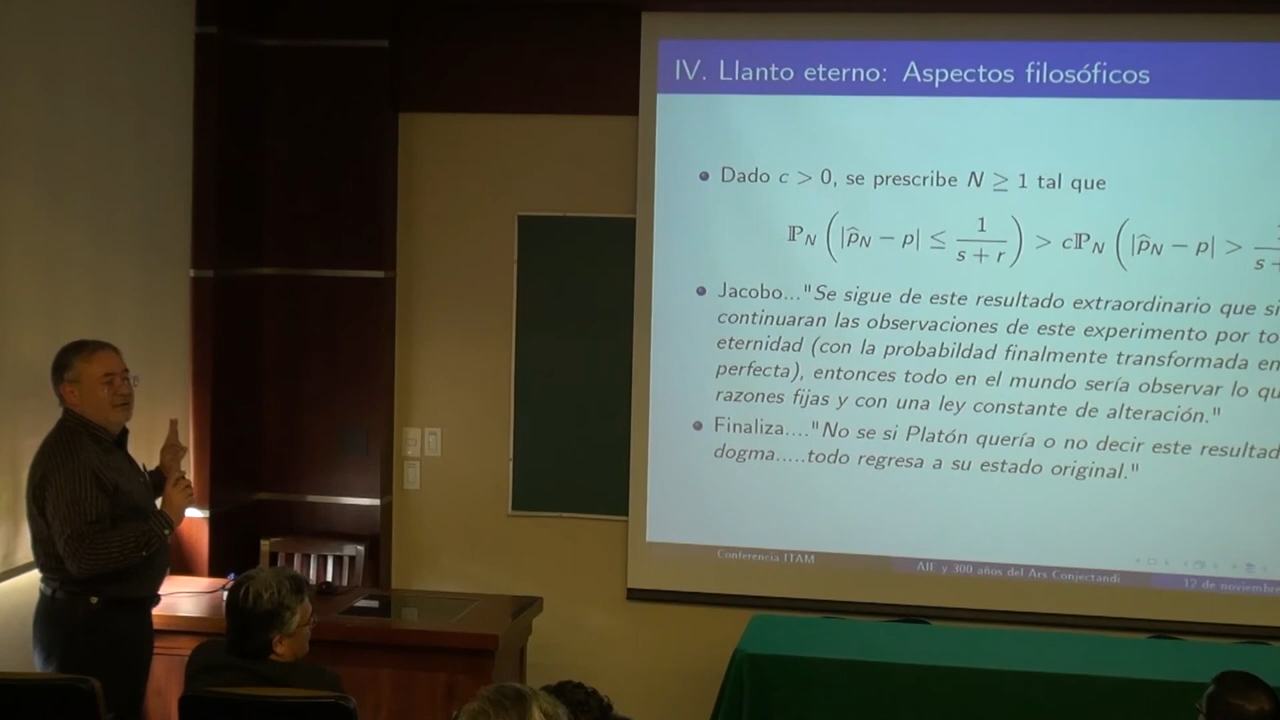 IV. Llanto eterno: Aspectos filosóficos
Dado c > 0, se prescribe N ≥ 1 tal que
ℙ_N ( |p̂_N − p| ≤ 1/(s + r) ) > cℙ_N ( |p̂_N − p| >
Jacobo..."Se sigue de este resultado extraordinario que si
continuaran las observaciones de este experimento por to
eternidad (con la probabildad finalmente transformada en
perfecta), entonces todo en el mundo sería observar lo qu
razones fijas y con una ley constante de alteración."
Finaliza...."No se si Platón quería o no decir este resultad
dogma.....todo regresa a su estado original."
Conferencia ITAM
AIE y 300 años del Ars Conjectandi
12 de noviembre